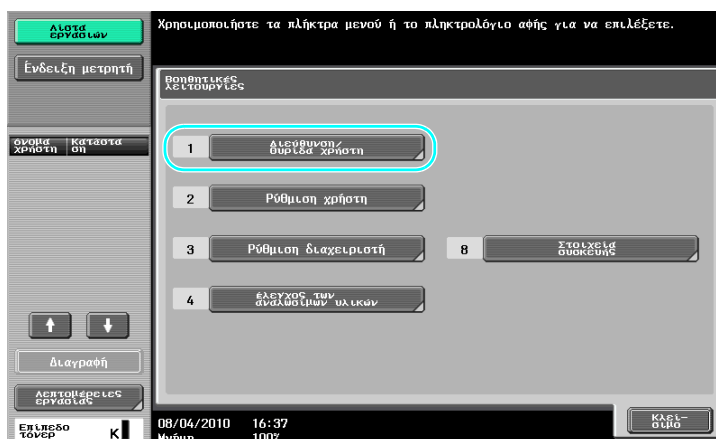 Λίστα
εργασιών
Χρησιμοποιήστε τα πλήκτρα μενού ή το πληκτρολόγιο αφής για να επιλέξετε.
Ένδειξη μετρητή
Βοηθητικές
λειτουργίες
όνομα
χρήστη
Κατάστα
ση
1
Διεύθυνση/
θυρίδα χρήστη
2
Ρύθμιση χρήστη
3
Ρύθμιση διαχειριστή
8
Στοιχεία
συσκευής
4
έλεγχος των
αναλωσίμων υλικών
Διαγραφή
Λεπτομέρειες
εργασίας
Επίπεδο
τόνερ
K
08/04/2010 16:37
Μνήμη 100%
Κλεί-
σιμο